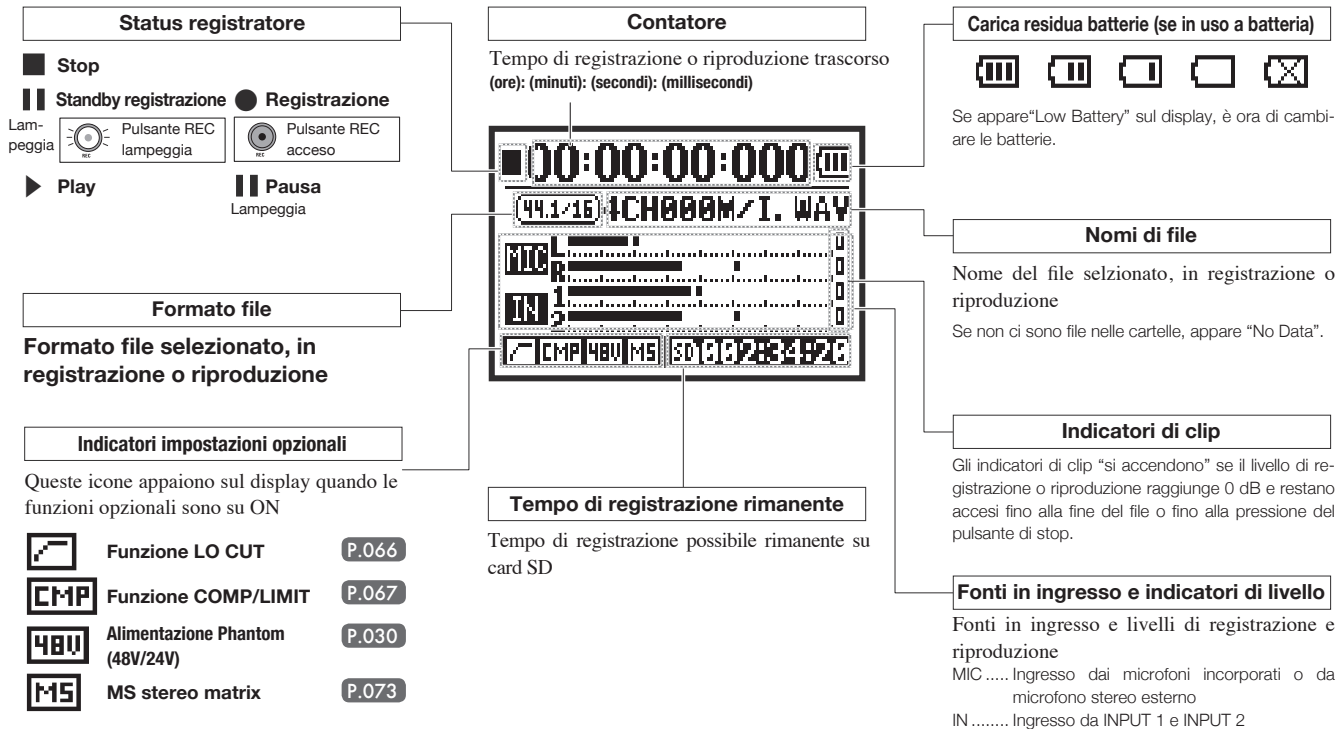 Status registratore
Stop
Standby registrazione
Registrazione
Lam-
peggia
REC
Pulsante REC
lampeggia
REC
Pulsante REC
acceso
Play
Pausa
Lampeggia
Formato file
Formato file selezionato, in
registrazione o riproduzione
Indicatori impostazioni opzionali
Queste icone appaiono sul display quando le
funzioni opzionali sono su ON
Funzione LO CUT P.066
CMP Funzione COMP/LIMIT P.067
48V Alimentazione Phantom
(48V/24V) P.030
MS MS stereo matrix P.073
Contatore
Tempo di registrazione o riproduzione trascorso
(ore): (minuti): (secondi): (millisecondi)
00:00:00:000
44.1/16 4CH000M/I. WAV
MIC L
R
IN 1
2
CMP 48V MS SD
Tempo di registrazione rimanente
Tempo di registrazione possibile rimanente su
card SD
Carica residua batterie (se in uso a batteria)
Se appare“Low Battery” sul display, è ora di cambi-
are le batterie.
Nomi di file
Nome del file selzionato, in registrazione o
riproduzione
Se non ci sono file nelle cartelle, appare “No Data”.
Indicatori di clip
Gli indicatori di clip “si accendono” se il livello di re-
gistrazione o riproduzione raggiunge 0 dB e restano
accesi fino alla fine del file o fino alla pressione del
pulsante di stop.
Fonti in ingresso e indicatori di livello
Fonti in ingresso e livelli di registrazione e
riproduzione
MIC ..... Ingresso dai microfoni incorporati o da
microfono stereo esterno
IN ........ Ingresso da INPUT 1 e INPUT 2